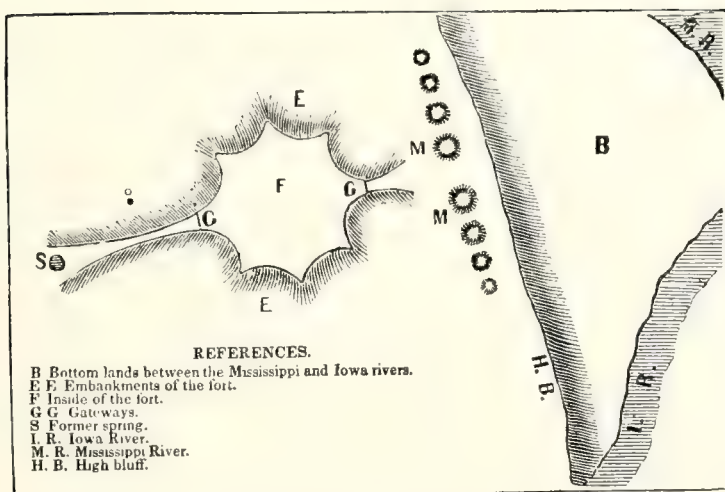 M. R.
E
M
B
F
G
G
M
S
E
H. B.
I. R.
REFERENCES.
B Bottom lands between the Mississippi and Iowa rivers.
E E Embankments of the fort.
F Inside of the fort.
G G Gateways.
S Former spring.
I. R. Iowa River.
M. R. Mississippi River.
H. B. High bluff.